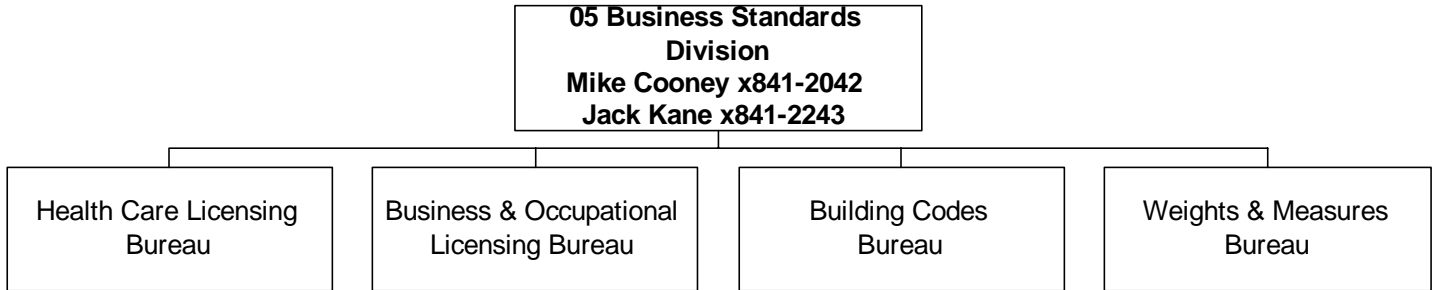 05 Business Standards
Division
Mike Cooney x841-2042
Jack Kane x841-2243
Health Care Licensing
Bureau
Business & Occupational
Licensing Bureau
Building Codes
Bureau
Weights & Measures
Bureau